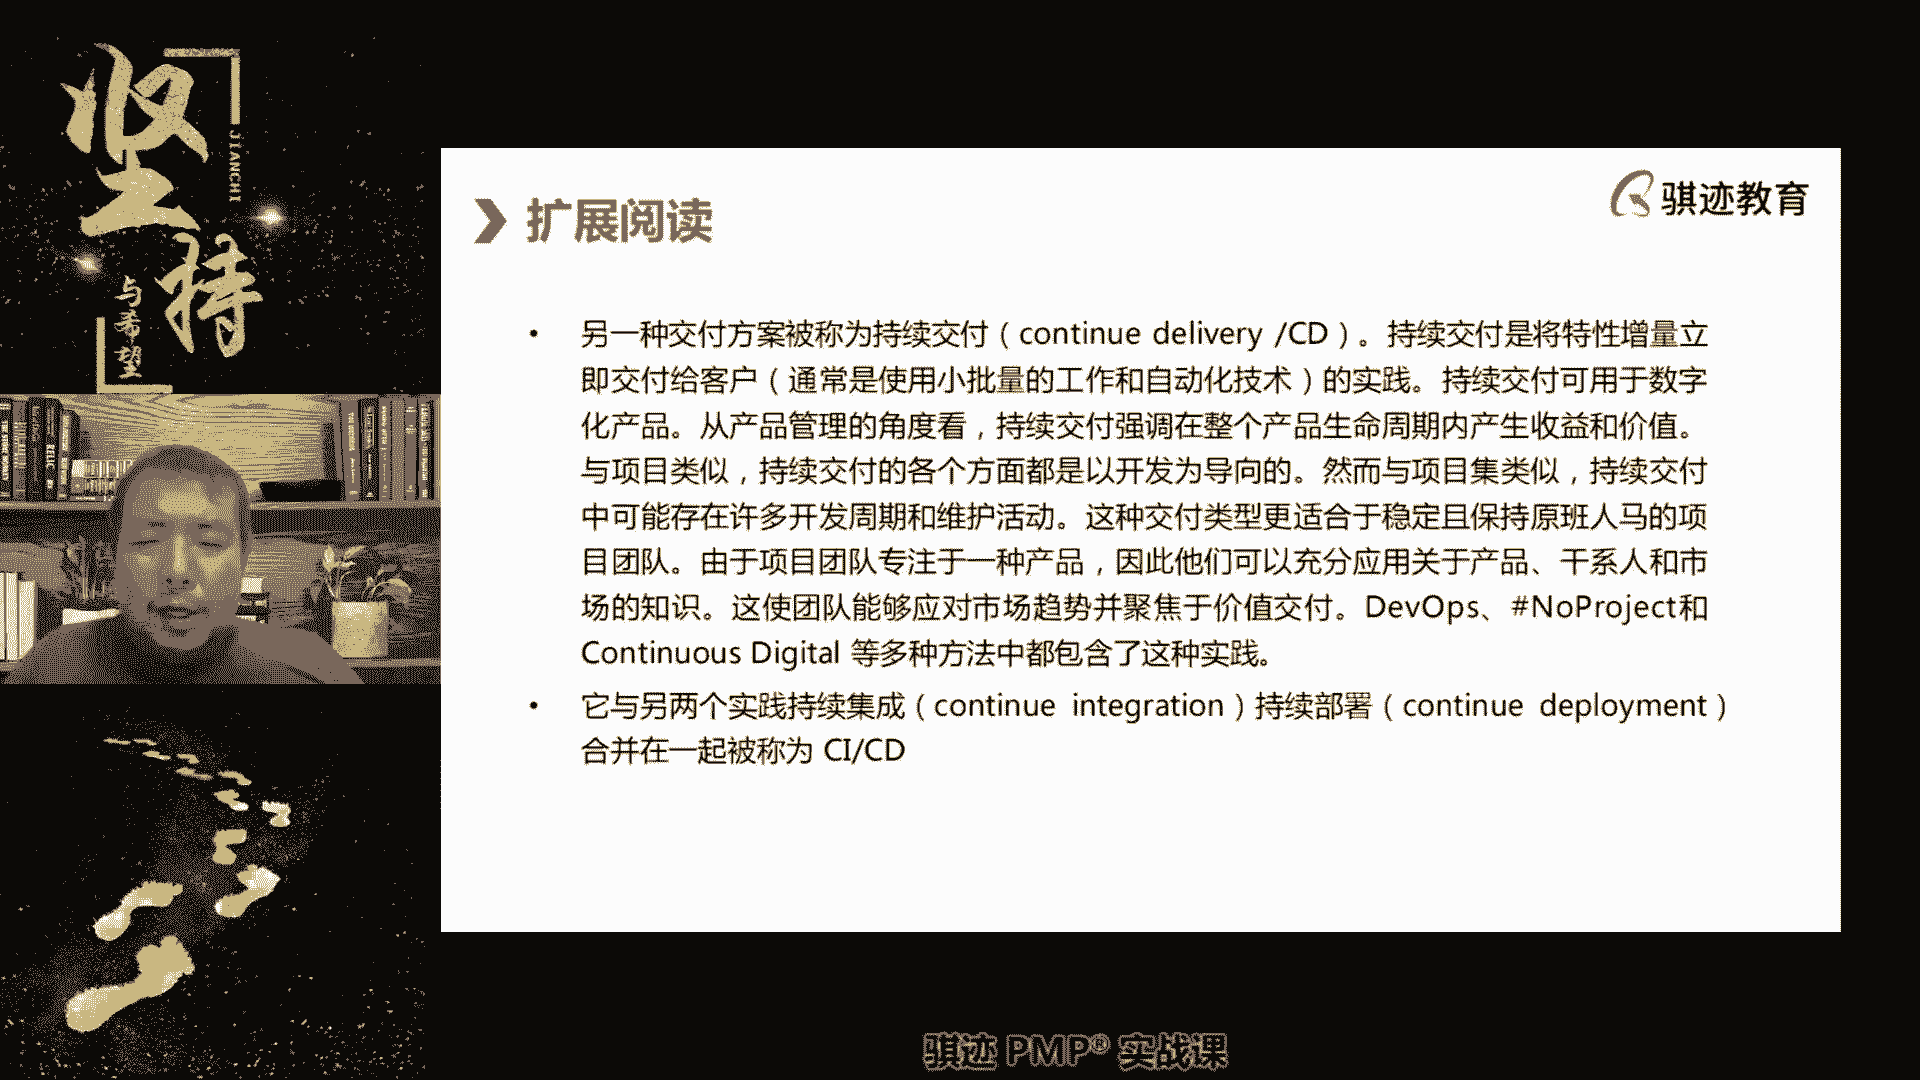 坚
持
JIANCHI
与希望
骐迹教育
扩展阅读
• 另一种交付方案被称为持续交付（continue delivery /CD）。持续交付是将特性增量立
即交付给客户（通常是使用小批量的工作和自动化技术）的实践。持续交付可用于数字
化产品。从产品管理的角度看，持续交付强调在整个产品生命周期内产生收益和价值。
与项目类似，持续交付的各个方面都是以开发为导向的。然而与项目集类似，持续交付
中可能存在许多开发周期和维护活动。这种交付类型更适合于稳定且保持原班人马的项
目团队。由于项目团队专注于一种产品，因此他们可以充分应用关于产品、干系人和市
场的知识。这使团队能够应对市场趋势并聚焦于价值交付。DevOps、#NoProject和
Continuous Digital 等多种方法中都包含了这种实践。
• 它与另两个实践持续集成（continue integration）持续部署（continue deployment）
合并在一起被称为 CI/CD
骐迹 PMP® 实战课